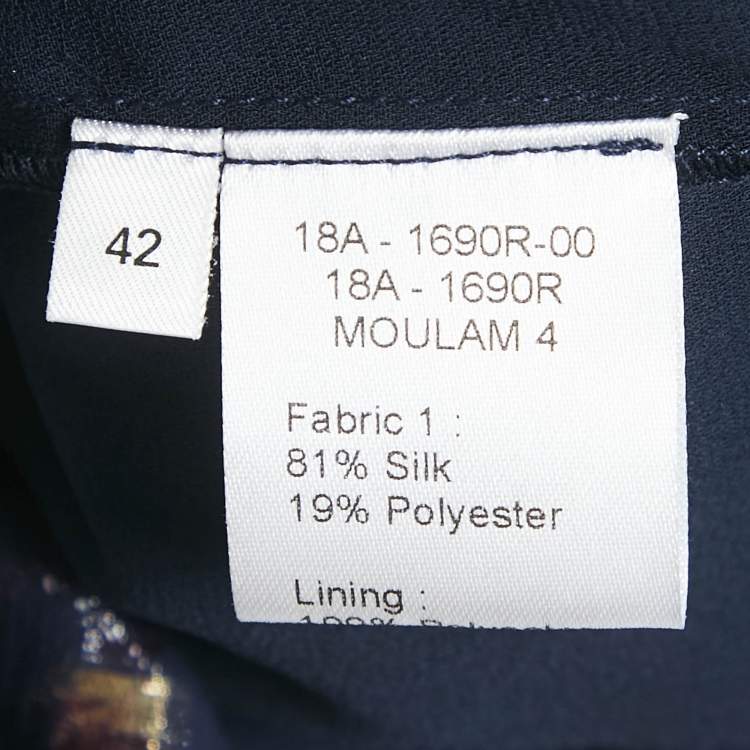 42
18A - 1690R-00
18A - 1690R
MOULAM 4
Fabric 1 :
81% Silk
19% Polyester
Lining :